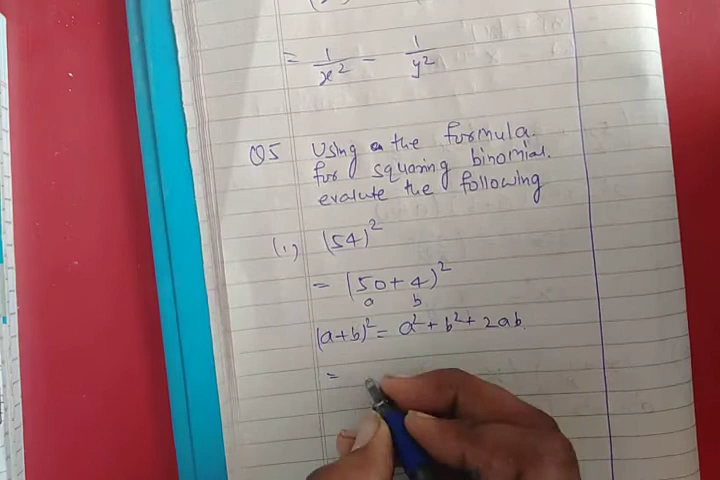 = 1/x² - 1/y²
Q5 Using the formula.
for squaring binomial.
evalute the following
(1) (54)²
= (50+4)²
a b
(a+b)² = a² + b² + 2ab.
=